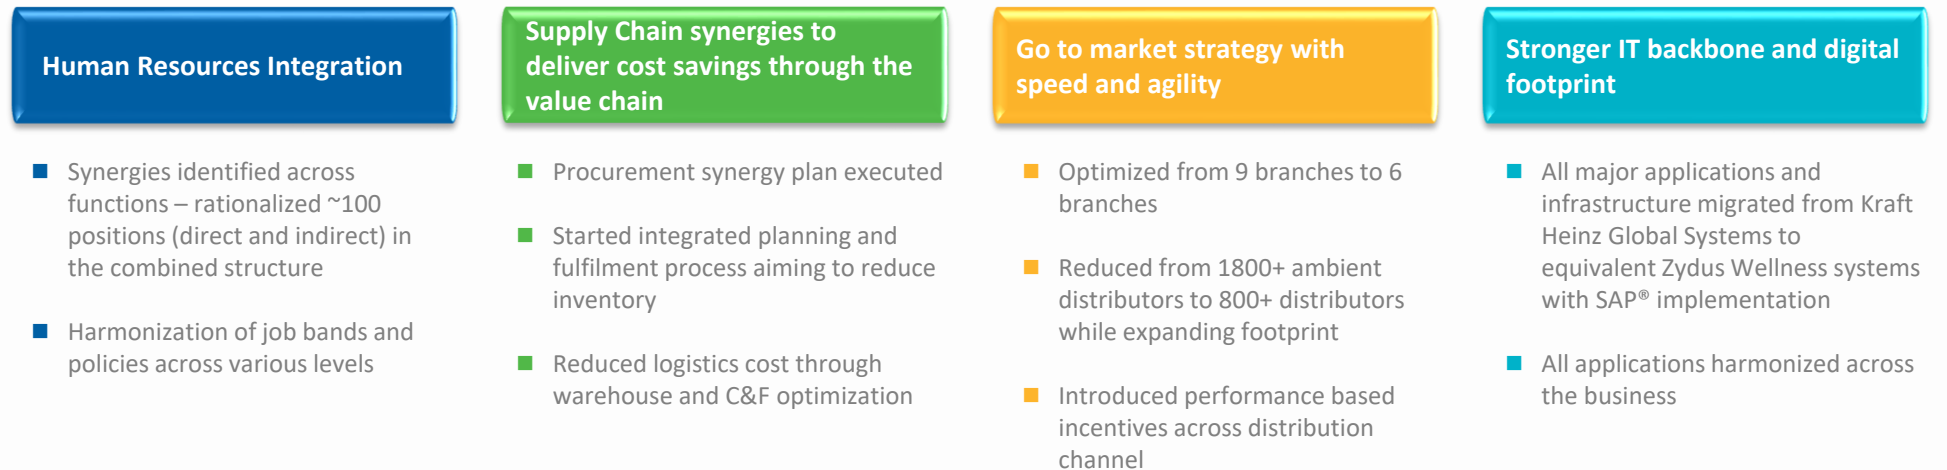 Human Resources Integration
Synergies identified across
functions – rationalized ~100
positions (direct and indirect) in
the combined structure
Harmonization of job bands and
policies across various levels
Supply Chain synergies to
deliver cost savings through the
value chain
Procurement synergy plan executed
Started integrated planning and
fulfilment process aiming to reduce
inventory
Reduced logistics cost through
warehouse and C&F optimization
Go to market strategy with
speed and agility
Optimized from 9 branches to 6
branches
Reduced from 1800+ ambient
distributors to 800+ distributors
while expanding footprint
Introduced performance based
incentives across distribution
channel
Stronger IT backbone and digital
footprint
All major applications and
infrastructure migrated from Kraft
Heinz Global Systems to
equivalent Zydus Wellness systems
with SAP® implementation
All applications harmonized across
the business